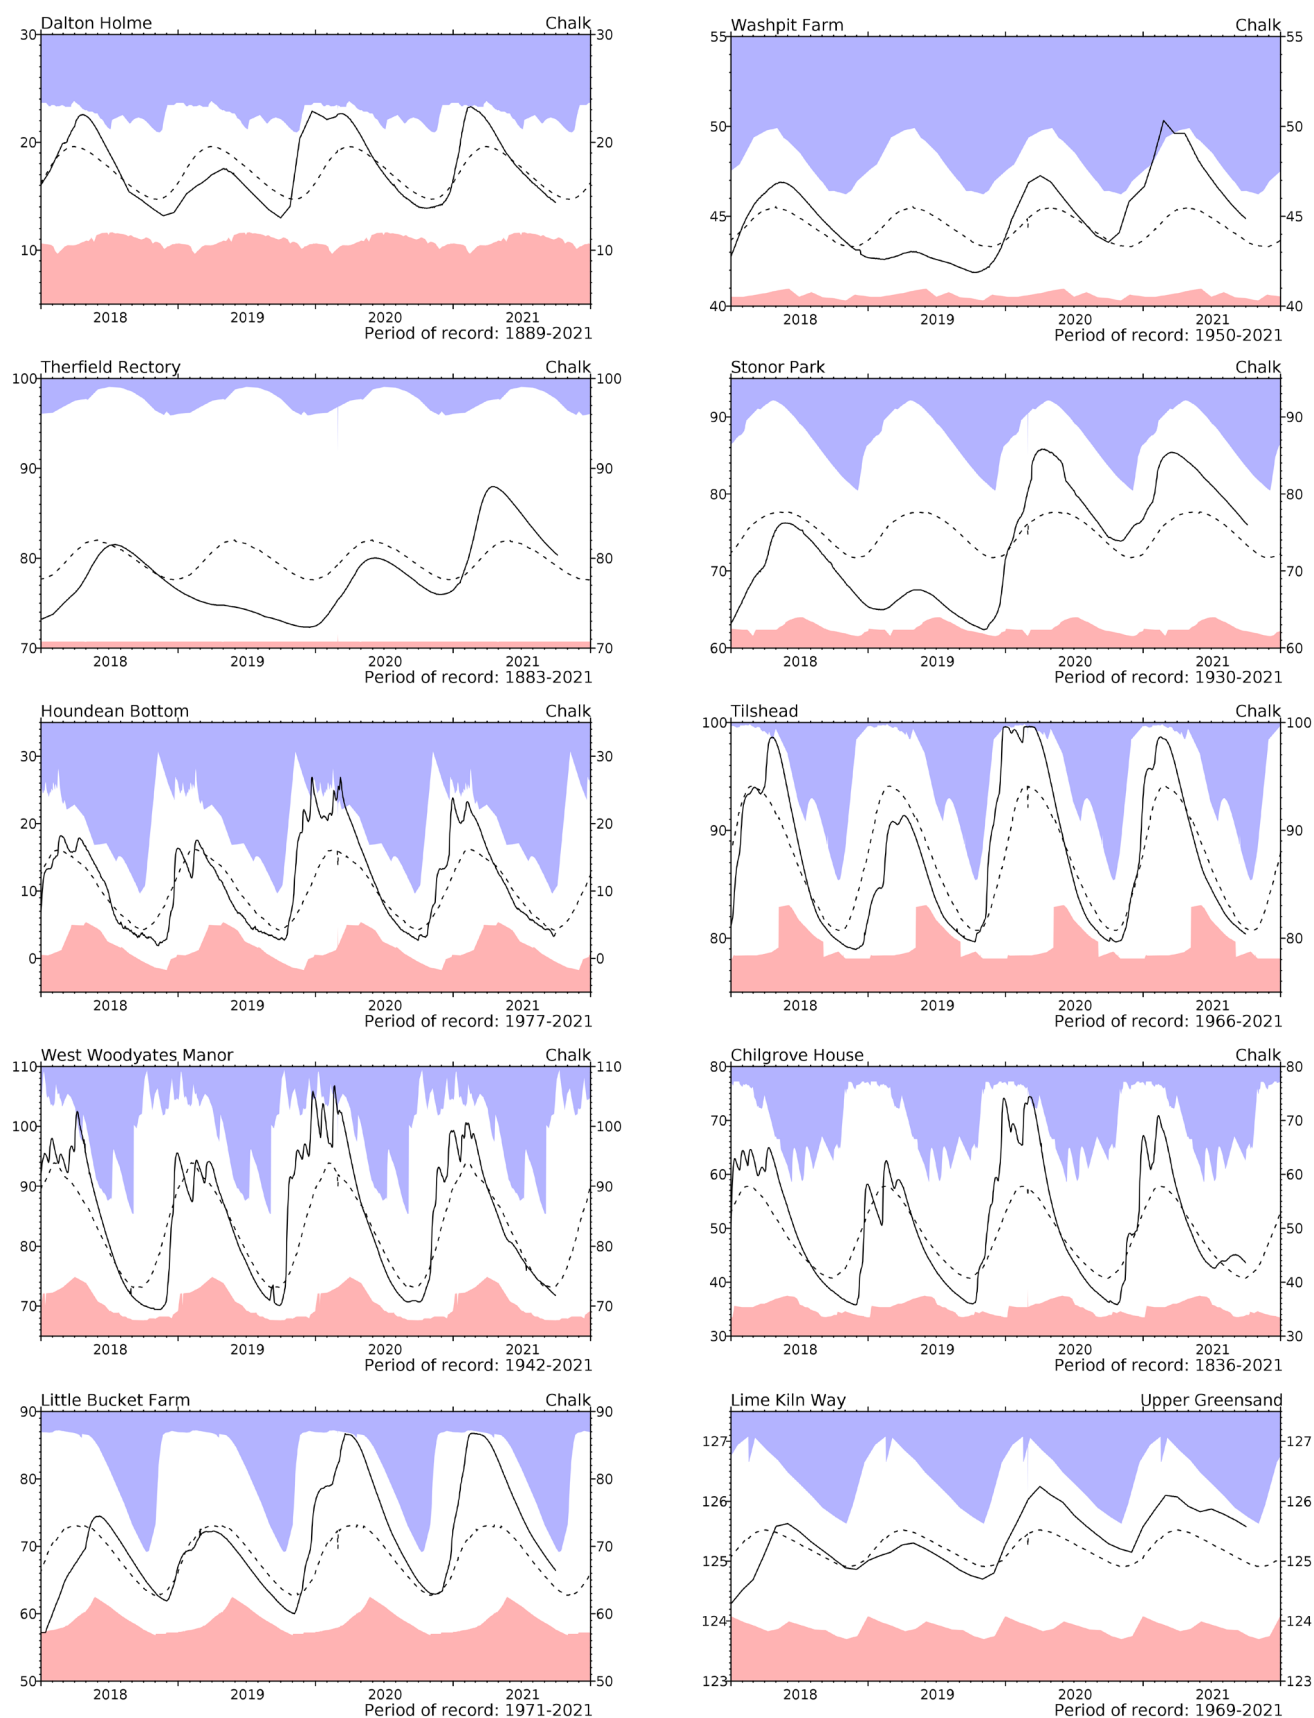 Dalton Holme Chalk
30 30
20 20
10 10
2018 2019 2020 2021
Period of record: 1889-2021
Washpit Farm Chalk
55 55
50 50
45 45
40 40
2018 2019 2020 2021
Period of record: 1950-2021
Therfield Rectory Chalk
100 100
90 90
80 80
70 70
2018 2019 2020 2021
Period of record: 1883-2021
Stonor Park Chalk
90 90
80 80
70 70
60 60
2018 2019 2020 2021
Period of record: 1930-2021
Houndean Bottom Chalk
30 30
20 20
10 10
0 0
2018 2019 2020 2021
Period of record: 1977-2021
Tilshead Chalk
100 100
90 90
80 80
2018 2019 2020 2021
Period of record: 1966-2021
West Woodyates Manor Chalk
110 110
100 100
90 90
80 80
70 70
2018 2019 2020 2021
Period of record: 1942-2021
Chilgrove House Chalk
80 80
70 70
60 60
50 50
40 40
30 30
2018 2019 2020 2021
Period of record: 1836-2021
Little Bucket Farm Chalk
90 90
80 80
70 70
60 60
50 50
2018 2019 2020 2021
Period of record: 1971-2021
Lime Kiln Way Upper Greensand
127 127
126 126
125 125
124 124
123 123
2018 2019 2020 2021
Period of record: 1969-2021